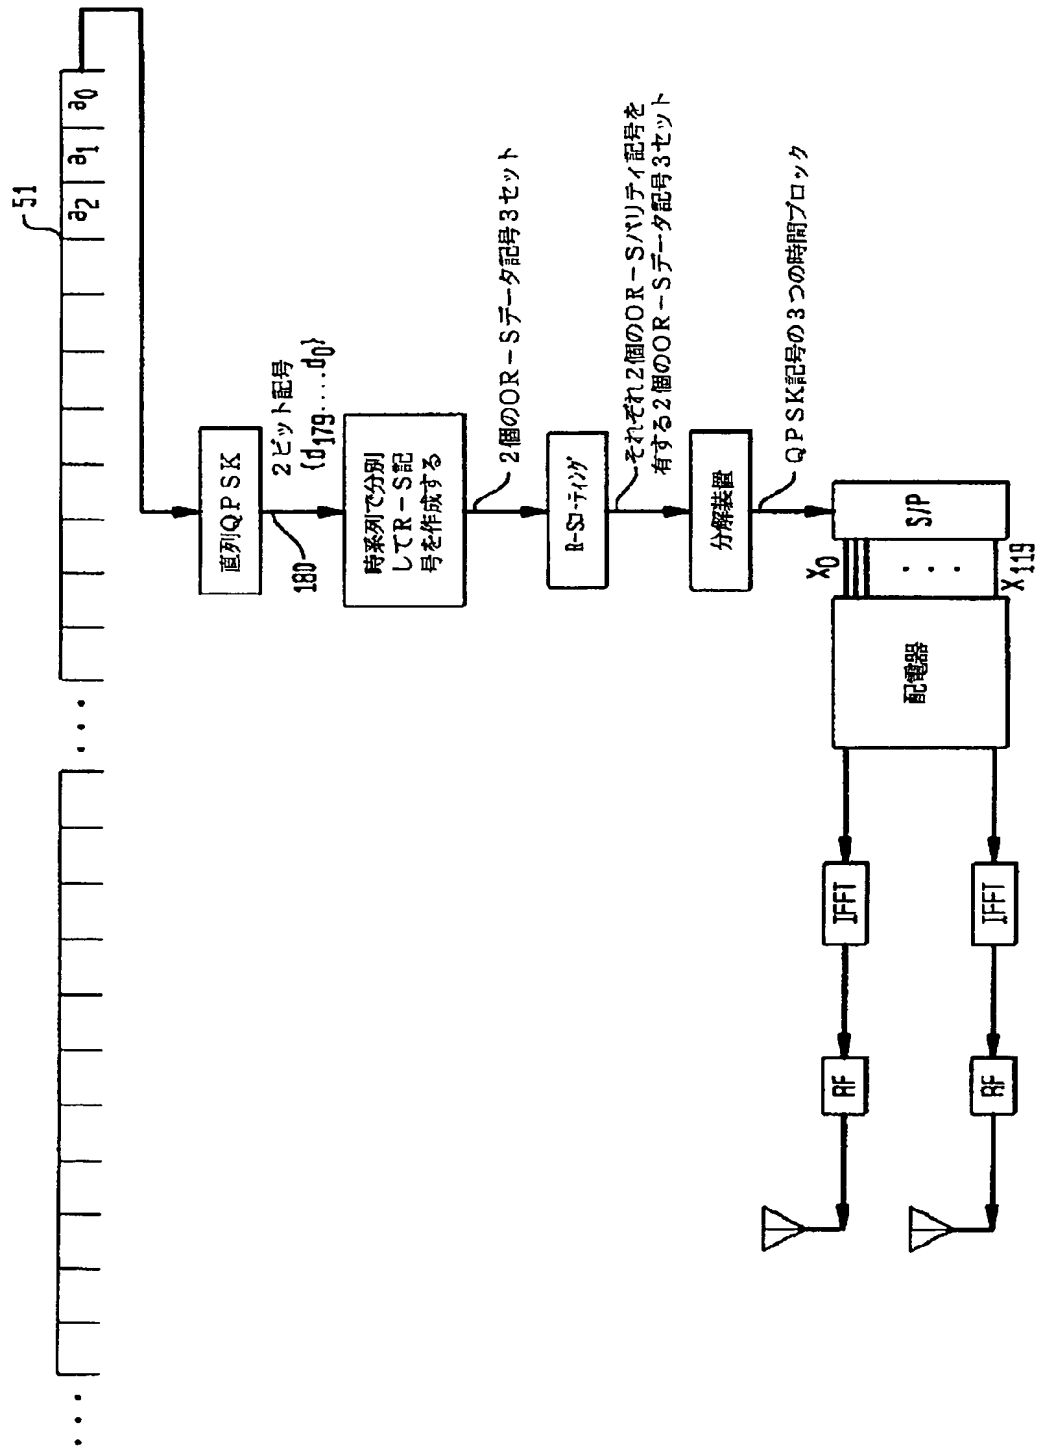 51
a2 a1 a0
直列QPSK
2ビット記号
{d179....d0}
180
時系列で分別
してR-S記
号を作成する
2個のOR-Sデータ記号3セット
R-Sコーティング
それぞれ2個のOR-Sパリティ記号を
有する2個のOR-Sデータ記号3セット
分解装置
QPSK記号の3つの時間ブロック
S/P
X0
X119
配電器
IFFT
IFFT
RF
RF